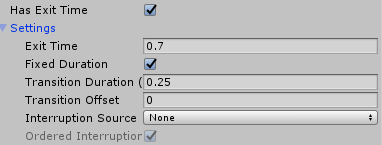 Has Exit Time
Settings
Exit Time 0.7
Fixed Duration
Transition Duration ( 0.25
Transition Offset 0
Interruption Source None
Ordered Interruption